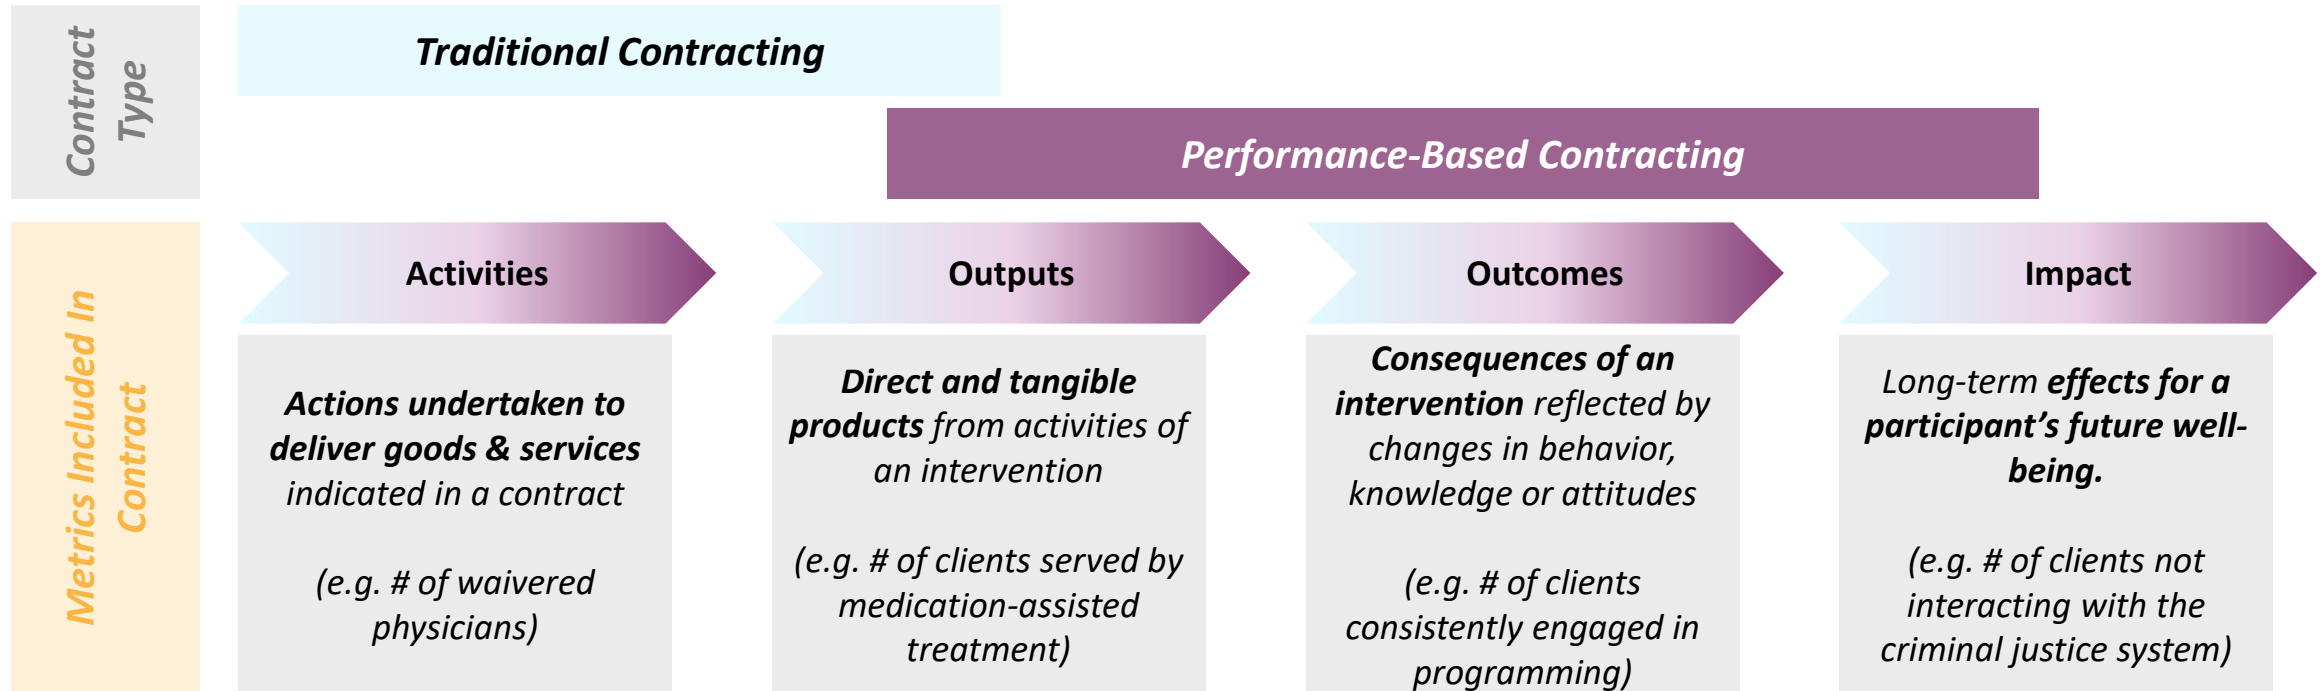 Contract
Type
Traditional Contracting
Performance-Based Contracting
Metrics Included In
Contract
Activities
Actions undertaken to
deliver goods & services
indicated in a contract
(e.g. # of waivered
physicians)
Outputs
Direct and tangible
products from activities of
an intervention
(e.g. # of clients served by
medication-assisted
treatment)
Outcomes
Consequences of an
intervention reflected by
changes in behavior,
knowledge or attitudes
(e.g. # of clients
consistently engaged in
programming)
Impact
Long-term effects for a
participant’s future well-
being.
(e.g. # of clients not
interacting with the
criminal justice system)